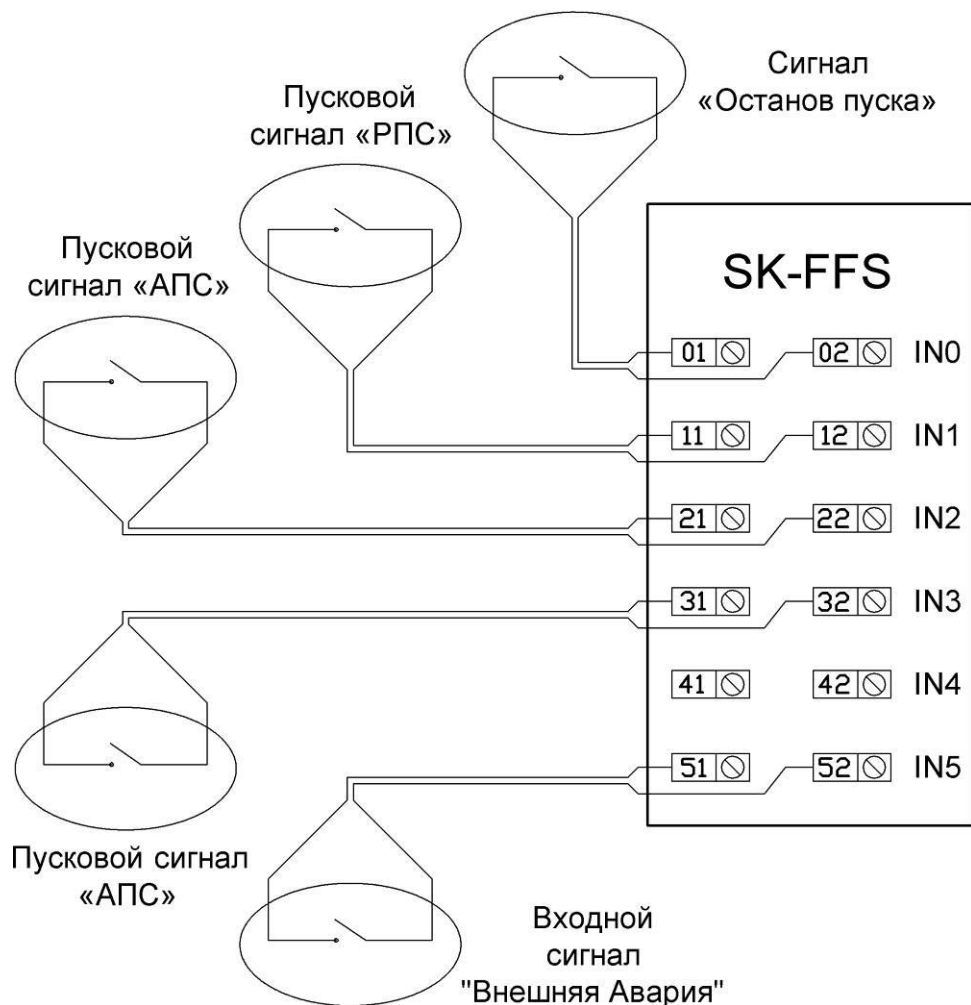 Сигнал
«Останов пуска»
Пусковой
сигнал «РПС»
Пусковой
сигнал «АПС»
SK-FFS
01 02 IN0
11 12 IN1
21 22 IN2
31 32 IN3
41 42 IN4
51 52 IN5
Пусковой сигнал
«АПС»
Входной
сигнал
"Внешняя Авария"